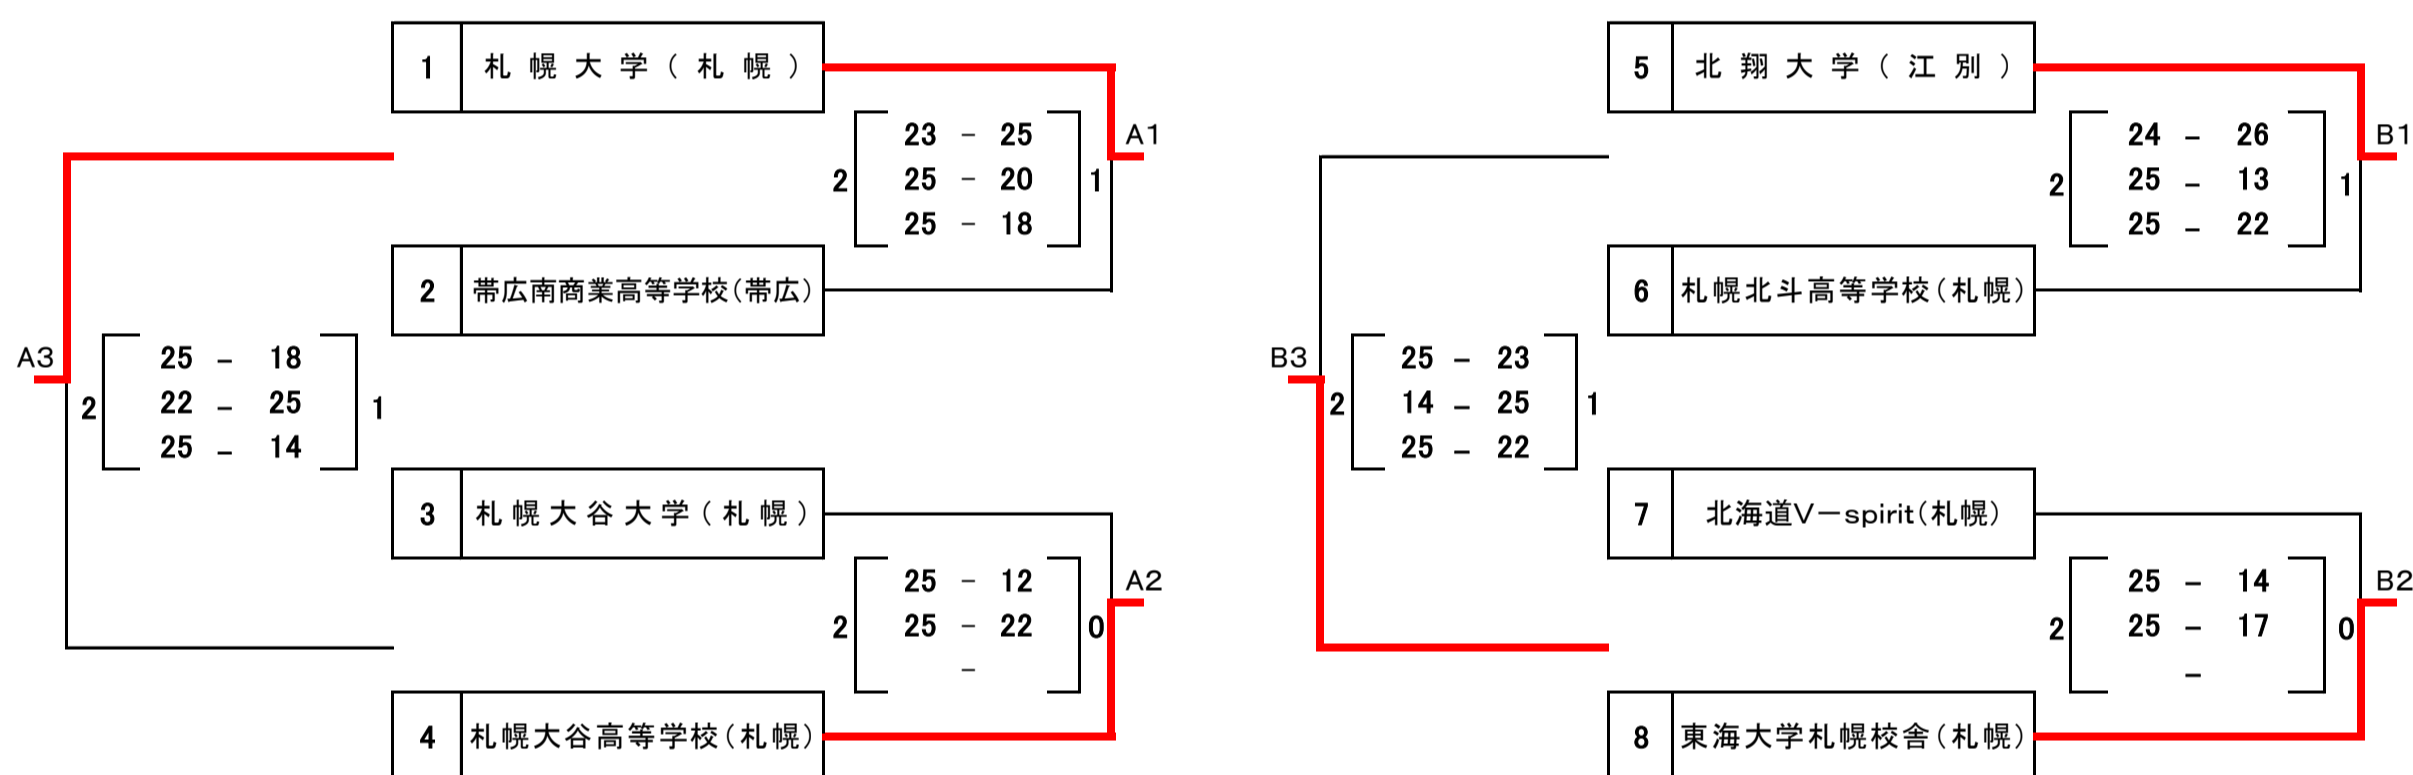 1 札幌大学(札幌)
5 北翔大学(江別)
23 - 25 A1
24 - 26 B1
2 25 - 20 1
2 25 - 13 1
25 - 18
25 - 22
2 帯広南商業高等学校(帯広)
6 札幌北斗高等学校(札幌)
A3 25 - 18
B3 25 - 23
2 22 - 25 1
2 14 - 25 1
25 - 14
25 - 22
3 札幌大谷大学(札幌)
7 北海道V-spirit(札幌)
25 - 12 A2
25 - 14 B2
2 25 - 22 0
2 25 - 17 0
-
-
4 札幌大谷高等学校(札幌)
8 東海大学札幌校舎(札幌)